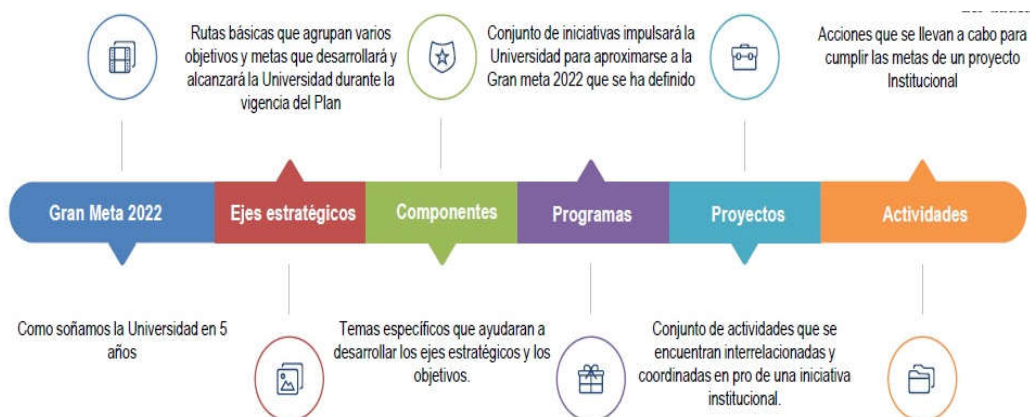 Rutas básicas que agrupan varios
objetivos y metas que desarrollará y
alcanzará la Universidad durante la
vigencia del Plan
Conjunto de iniciativas impulsará la
Universidad para aproximarse a la
Gran meta 2022 que se ha definido
Acciones que se llevan a cabo para
cumplir las metas de un proyecto
Institucional
Gran Meta 2022
Ejes estratégicos
Componentes
Programas
Proyectos
Actividades
Como soñamos la Universidad en 5
años
Temas específicos que ayudaran a
desarrollar los ejes estratégicos y los
objetivos.
Conjunto de actividades que se
encuentran interrelacionadas y
coordinadas en pro de una iniciativa
institucional.